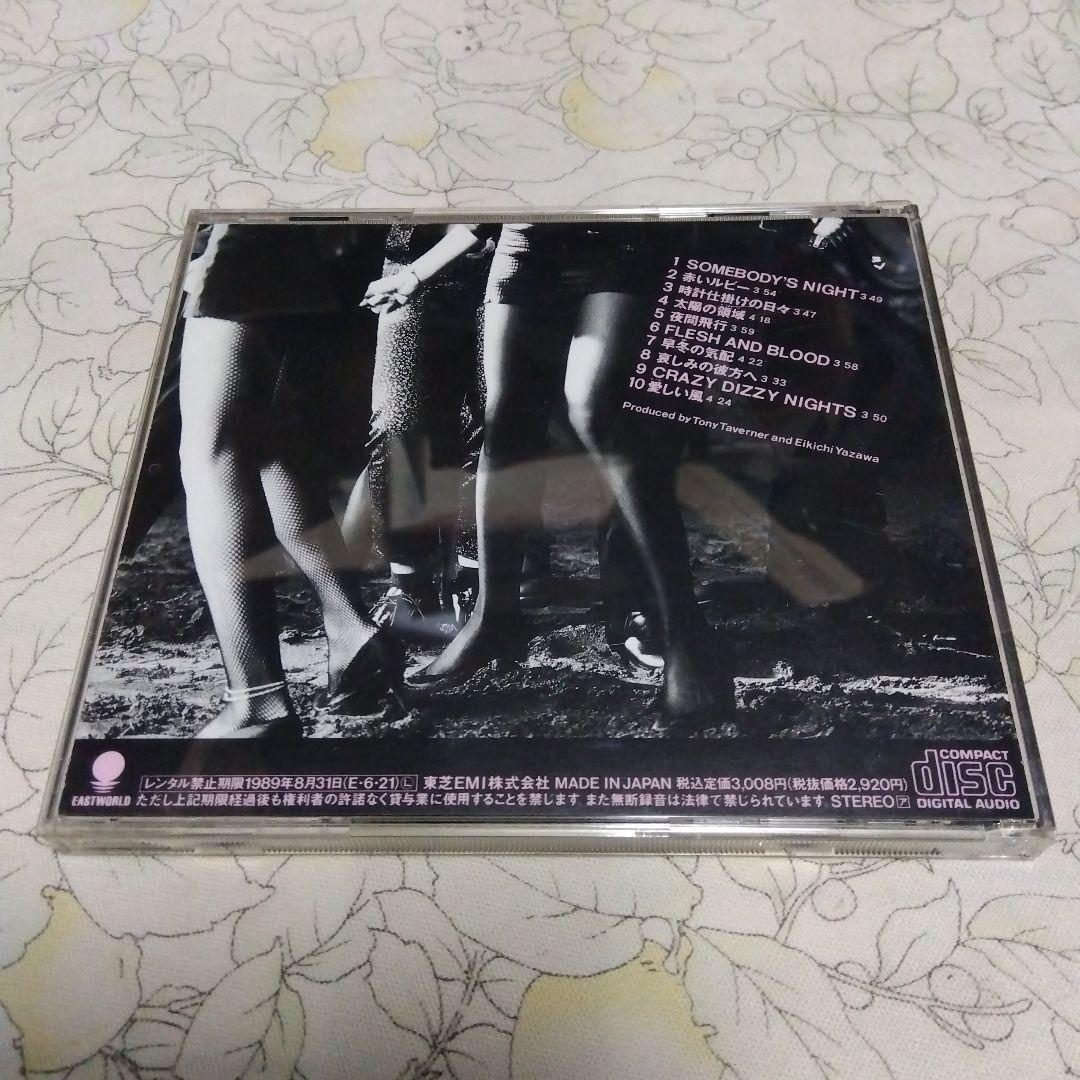 1 SOMEBODY'S NIGHT 3 49
2 赤いルビー 3 54
3 時計仕掛けの日々 3 47
4 太陽の領域 4 18
5 夜間飛行 3 59
6 FLESH AND BLOOD 3 58
7 早冬の気配 4 22
8 哀しみの彼方へ 3 33
9 CRAZY DIZZY NIGHTS 3 50
10 愛しい風 4 24
Produced by Tony Taverner and Eikichi Yazawa
EASTWORLD
レンタル禁止期限1989年8月31日(E・6・21) Ⓛ 東芝EMI株式会社 MADE IN JAPAN 税込定価3,008円(税抜価格2,920円)
ただし上記期限経過後も権利者の許諾なく貸与業に使用することを禁じます また無断録音は法律で禁じられています STEREO ア
COMPACT
disc
DIGITAL AUDIO